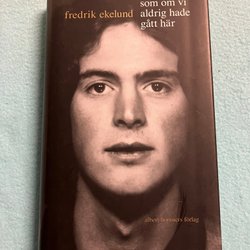 fredrik ekelund
som om vi
aldrig hade
gått här
albert bonniers förlag